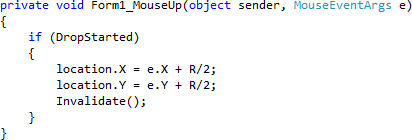 private void Form1_MouseUp(object sender, MouseEventArgs e)
{
    if (DropStarted)
    {
        location.X = e.X + R/2;
        location.Y = e.Y + R/2;
        Invalidate();
    }
}